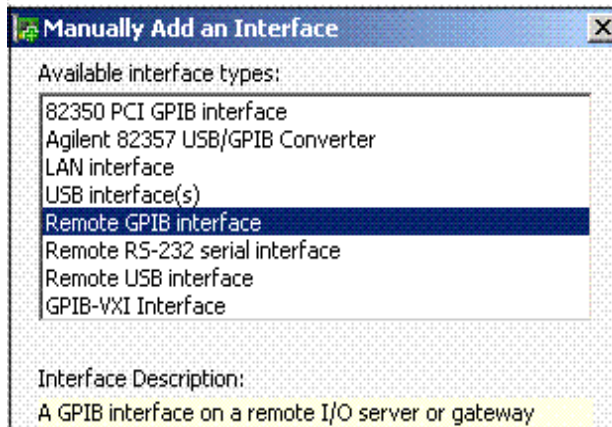 Manually Add an Interface
Available interface types:
82350 PCI GPIB interface
Agilent 82357 USB/GPIB Converter
LAN interface
USB interface(s)
Remote GPIB interface
Remote RS-232 serial interface
Remote USB interface
GPIB-VXI Interface
Interface Description:
A GPIB interface on a remote I/O server or gateway